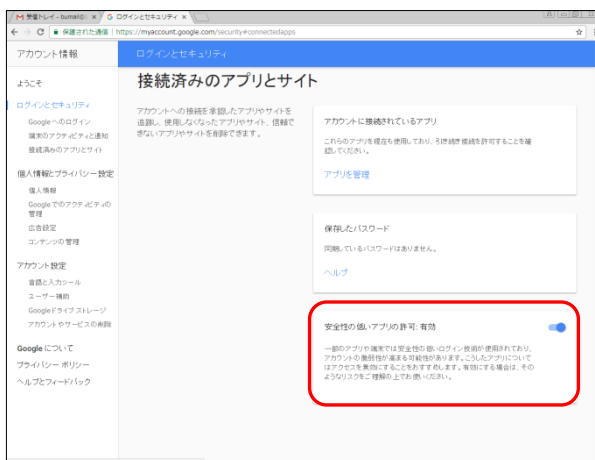 受信トレイ - bumail@
ログインとセキュリティ
保護された通信
https://myaccount.google.com/security#connectedapps
アカウント情報
ログインとセキュリティ
ようこそ
ログインとセキュリティ
Google へのログイン
端末のアクティビティと通知
接続済みのアプリとサイト
個人情報とプライバシー設定
個人情報
Google でのアクティビティの
管理
広告設定
コンテンツの管理
アカウント設定
言語と入力ツール
ユーザー補助
Googleドライブ ストレージ
アカウントやサービスの削除
Google について
プライバシー ポリシー
ヘルプとフィードバック
接続済みのアプリとサイト
アカウントへの接続を承認したアプリやサイトを
追跡し、使用しなくなったアプリやサイト、信頼で
きないアプリやサイトを削除できます。
アカウントに接続されているアプリ
これらのアプリを現在も使用しており、引き続き接続を許可することを確
認してください。
アプリを管理
保存したパスワード
同期しているパスワードはありません。
ヘルプ
安全性の低いアプリの許可: 有効
一部のアプリや端末では安全性の低いログイン技術が使用されており、
アカウントの脆弱性が高まる可能性があります。こうしたアプリについて
はアクセスを無効にすることをおすすめします。有効にする場合は、その
ようなリスクをご理解の上でお使いください。